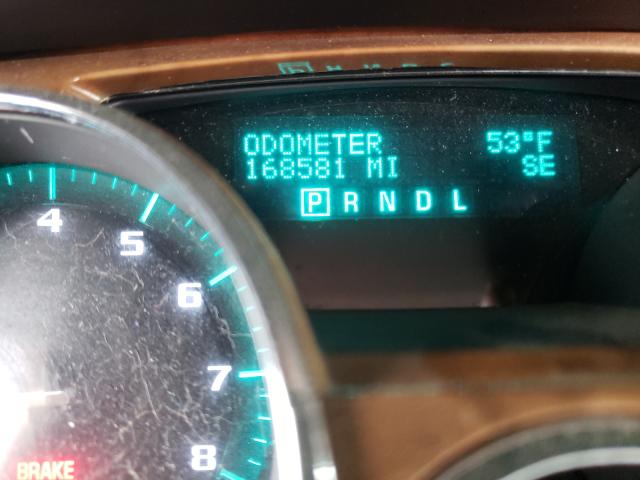 ODOMETER 53°F
168581 MI SE
P R N D L
4
5
6
7
8
BRAKE